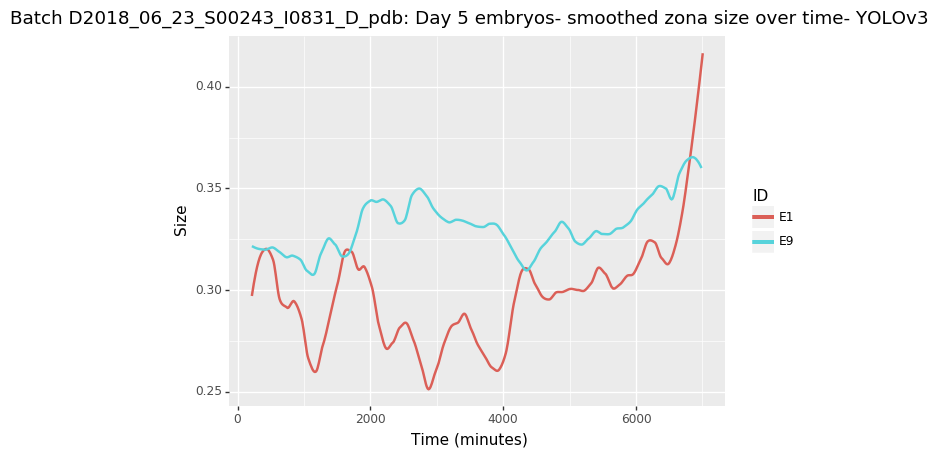 Batch D2018_06_23_S00243_I0831_D_pdb: Day 5 embryos- smoothed zona size over time- YOLOv3
0.40
0.35
0.30
0.25
Size
0
2000
4000
6000
Time (minutes)
ID
E1
E9